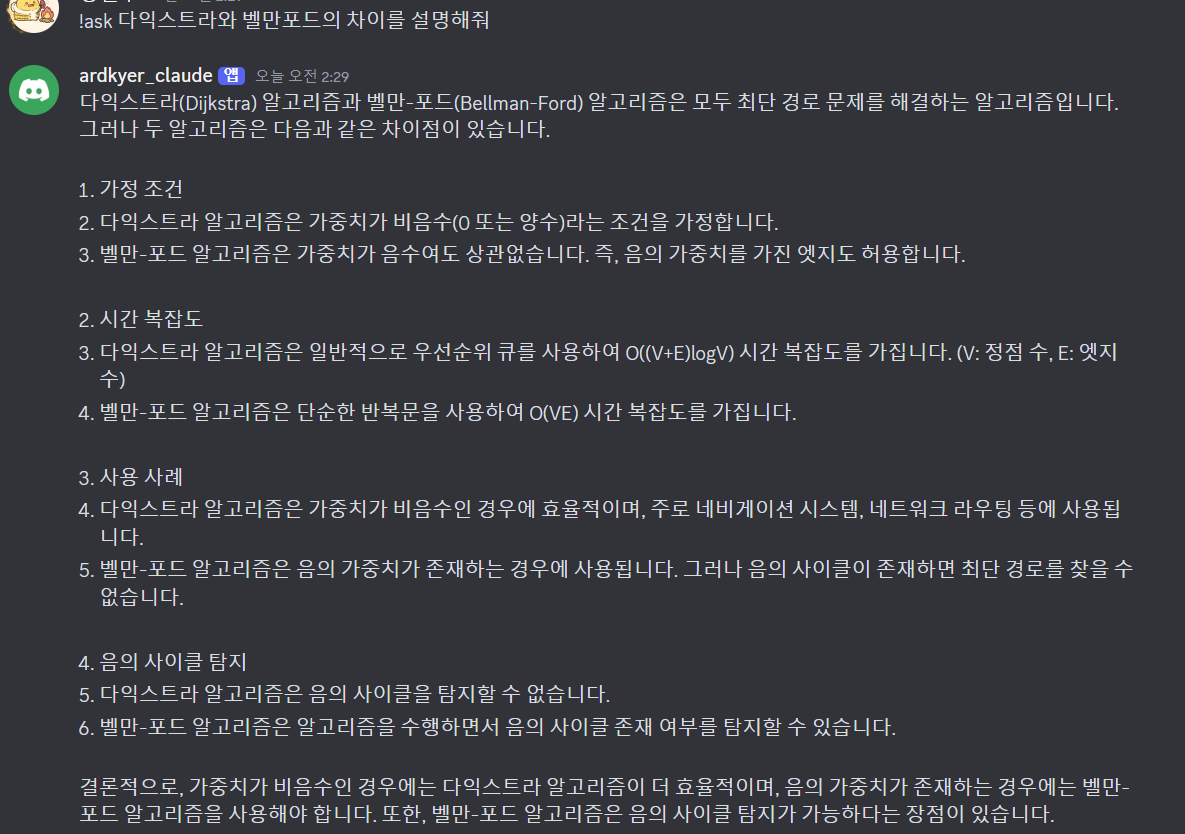 !ask 다익스트라와 벨만포드의 차이를 설명해줘
ardkyer_claude 앱 오늘 오전 2:29
다익스트라(Dijkstra) 알고리즘과 벨만-포드(Bellman-Ford) 알고리즘은 모두 최단 경로 문제를 해결하는 알고리즘입니다.
그러나 두 알고리즘은 다음과 같은 차이점이 있습니다.
1. 가정 조건
2. 다익스트라 알고리즘은 가중치가 비음수(0 또는 양수)라는 조건을 가정합니다.
3. 벨만-포드 알고리즘은 가중치가 음수여도 상관없습니다. 즉, 음의 가중치를 가진 엣지도 허용합니다.
2. 시간 복잡도
3. 다익스트라 알고리즘은 일반적으로 우선순위 큐를 사용하여 O((V+E)logV) 시간 복잡도를 가집니다. (V: 정점 수, E: 엣지
수)
4. 벨만-포드 알고리즘은 단순한 반복문을 사용하여 O(VE) 시간 복잡도를 가집니다.
3. 사용 사례
4. 다익스트라 알고리즘은 가중치가 비음수인 경우에 효율적이며, 주로 네비게이션 시스템, 네트워크 라우팅 등에 사용됩
니다.
5. 벨만-포드 알고리즘은 음의 가중치가 존재하는 경우에 사용됩니다. 그러나 음의 사이클이 존재하면 최단 경로를 찾을 수
없습니다.
4. 음의 사이클 탐지
5. 다익스트라 알고리즘은 음의 사이클을 탐지할 수 없습니다.
6. 벨만-포드 알고리즘은 알고리즘을 수행하면서 음의 사이클 존재 여부를 탐지할 수 있습니다.
결론적으로, 가중치가 비음수인 경우에는 다익스트라 알고리즘이 더 효율적이며, 음의 가중치가 존재하는 경우에는 벨만-
포드 알고리즘을 사용해야 합니다. 또한, 벨만-포드 알고리즘은 음의 사이클 탐지가 가능하다는 장점이 있습니다.